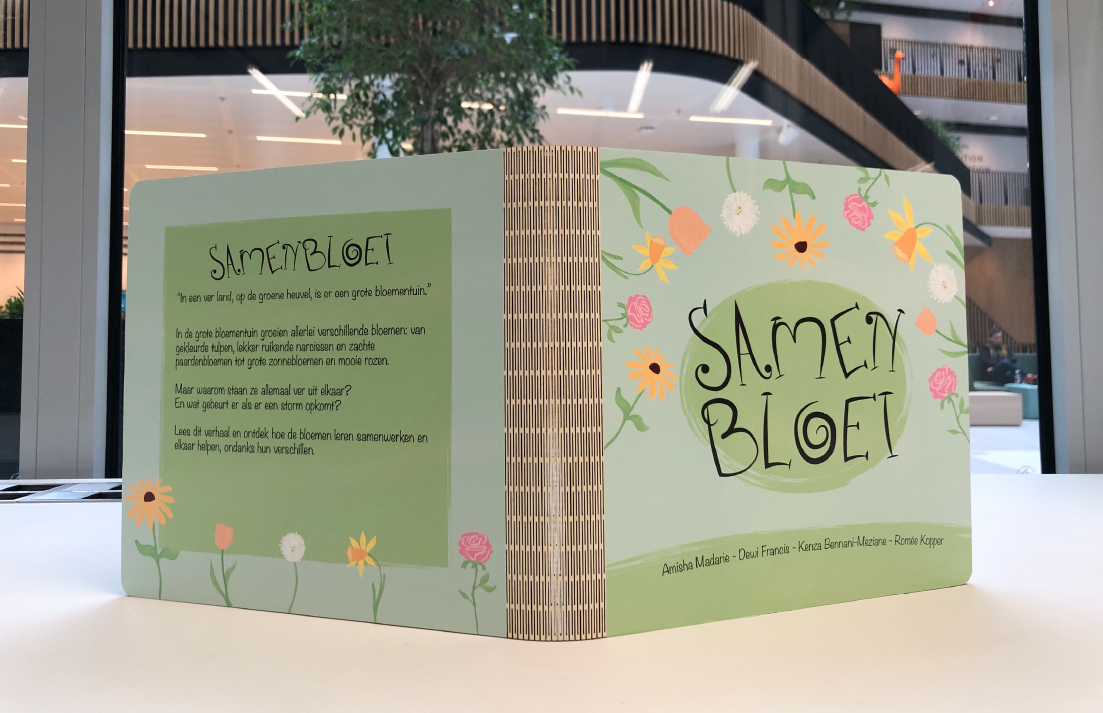 SAMENBLOEI
“In een ver land, op de groene heuvel, is er een grote bloementuin.”
In de grote bloementuin groeien allerlei verschillende bloemen: van
gekleurde tulpen, lekker ruikende narcissen en zachte
paardenbloemen tot grote zonnebloemen en mooie rozen.
Maar waarom staan ze allemaal ver uit elkaar?
En wat gebeurt er als er een storm opkomt?
Lees dit verhaal en ontdek hoe de bloemen leren samenwerken en
elkaar helpen, ondanks hun verschillen.
SAMEN
BLOEI
Amisha Madarie - Dewi Francis - Kenza Bennani-Meziane - Romée Kopper